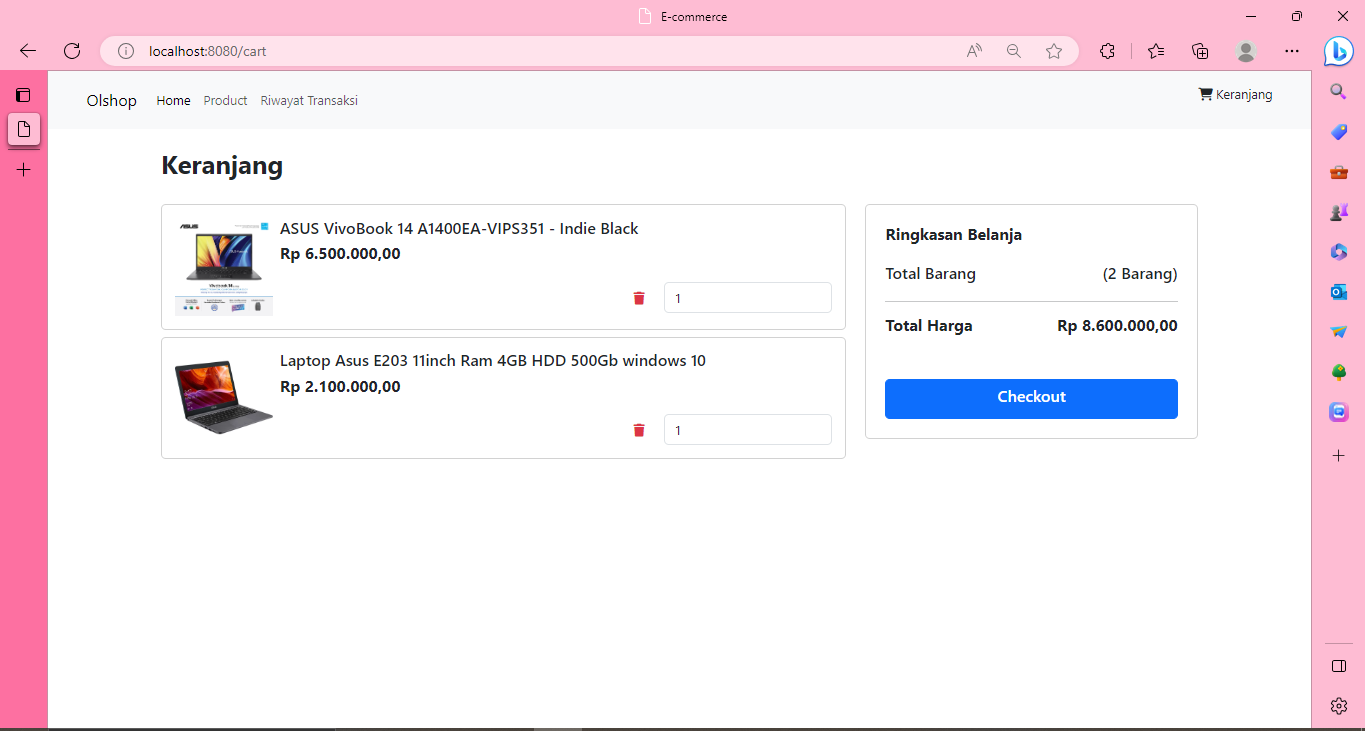 E-commerce
localhost:8080/cart
Olshop Home Product Riwayat Transaksi Keranjang
Keranjang
ASUS
ASUS VivoBook 14 A1400EA-VIPS351 - Indie Black
Rp 6.500.000,00
1
Laptop Asus E203 11inch Ram 4GB HDD 500Gb windows 10
Rp 2.100.000,00
1
Ringkasan Belanja
Total Barang (2 Barang)
Total Harga Rp 8.600.000,00
Checkout